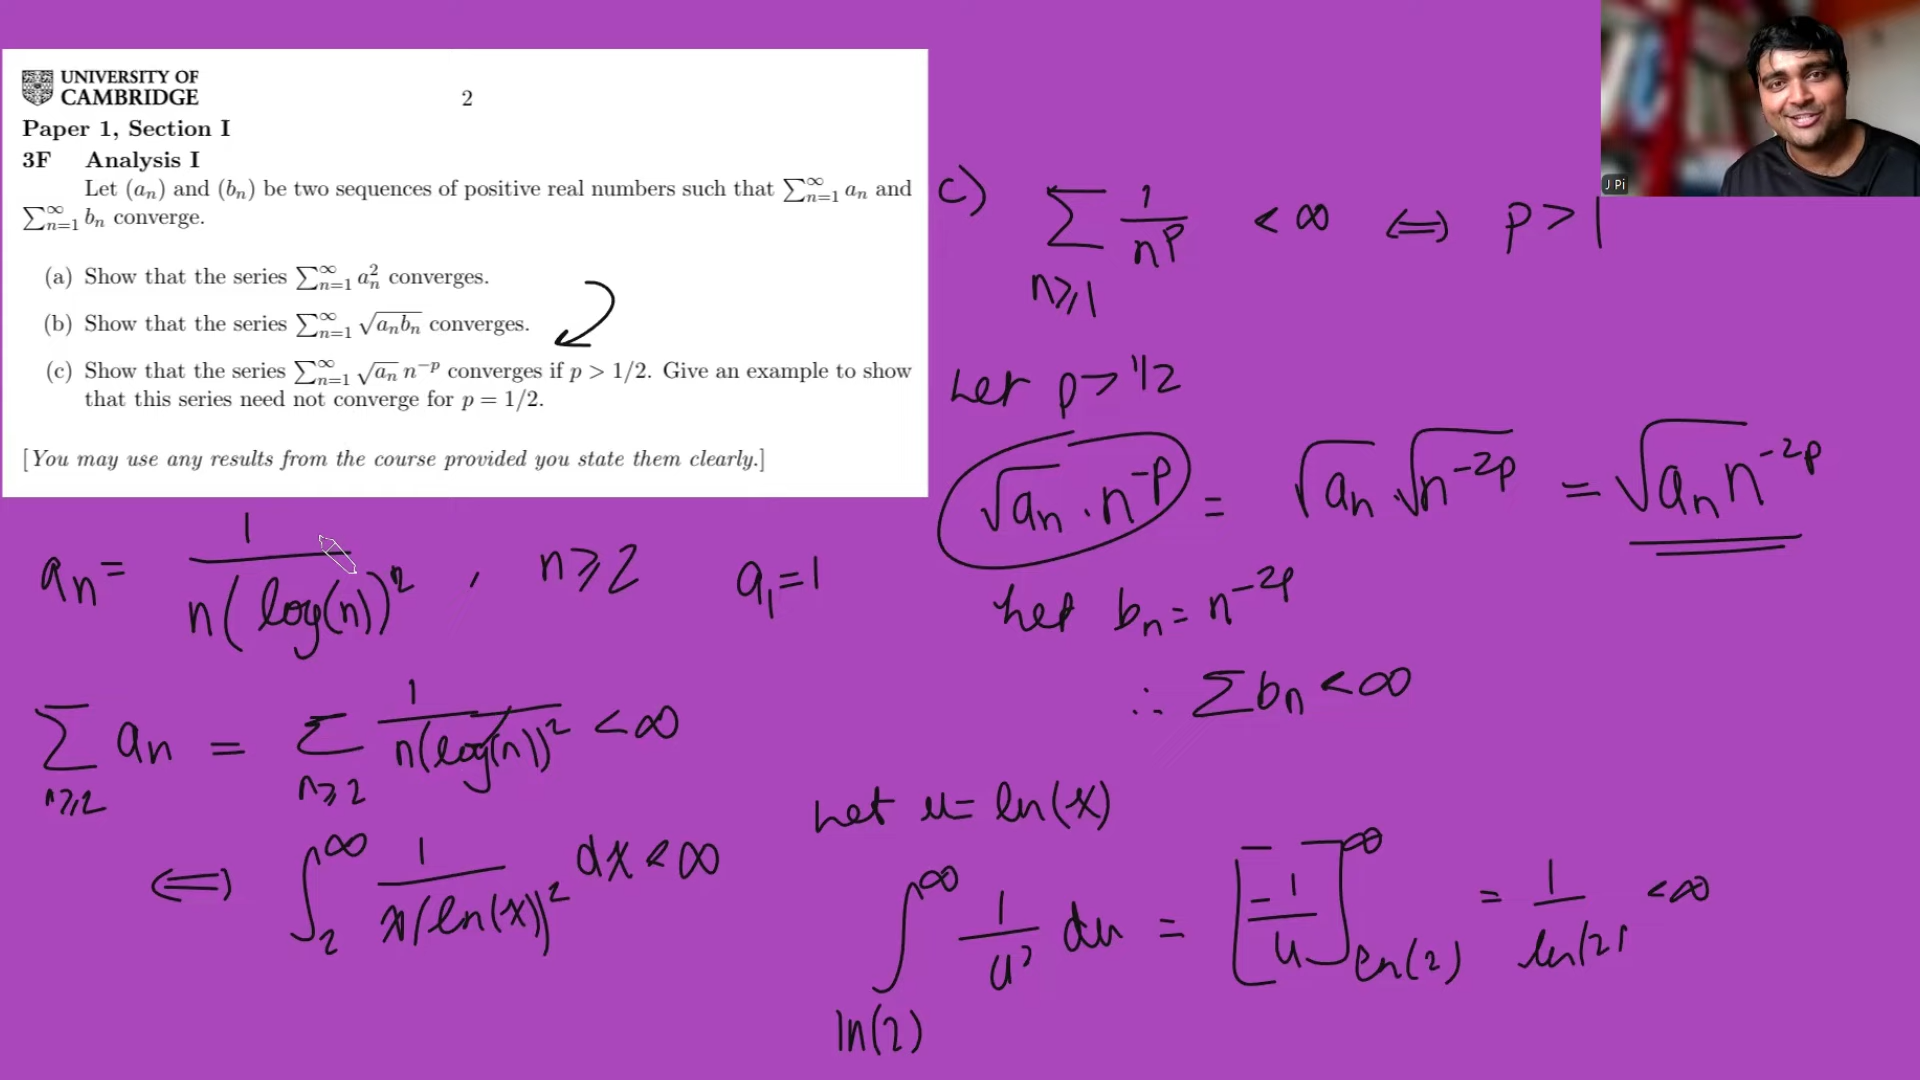 UNIVERSITY OF
CAMBRIDGE
2
Paper 1, Section I
3F Analysis I
Let (aₙ) and (bₙ) be two sequences of positive real numbers such that ∑ₙ₌₁^∞ aₙ and
∑ₙ₌₁^∞ bₙ converge.
(a) Show that the series ∑ₙ₌₁^∞ aₙ² converges.
(b) Show that the series ∑ₙ₌₁^∞ √(aₙbₙ) converges.
(c) Show that the series ∑ₙ₌₁^∞ √aₙ n⁻ᵖ converges if p > 1/2. Give an example to show
that this series need not converge for p = 1/2.
[You may use any results from the course provided you state them clearly.]
J Pi
c) ∑_{n≥1} 1/nᵖ < ∞ ⇔ p > 1
Let p > 1/2
√aₙ · n⁻ᵖ = √aₙ · √(n⁻²ᵖ) = √(aₙ n⁻²ᵖ)
Let bₙ = n⁻²ᵖ
∴ ∑bₙ < ∞
aₙ = 1/(n(log(n))²), n ≥ 2 a₁ = 1
∑_{n≥2} aₙ = ∑_{n≥2} 1/(n(log(n))²) < ∞
⇔ ∫₂^∞ 1/(x(ln(x))²) dx < ∞
Let u = ln(x)
∫_{ln(2)}^∞ 1/u² du = [-1/u]_{ln(2)}^∞ = 1/ln(2) < ∞